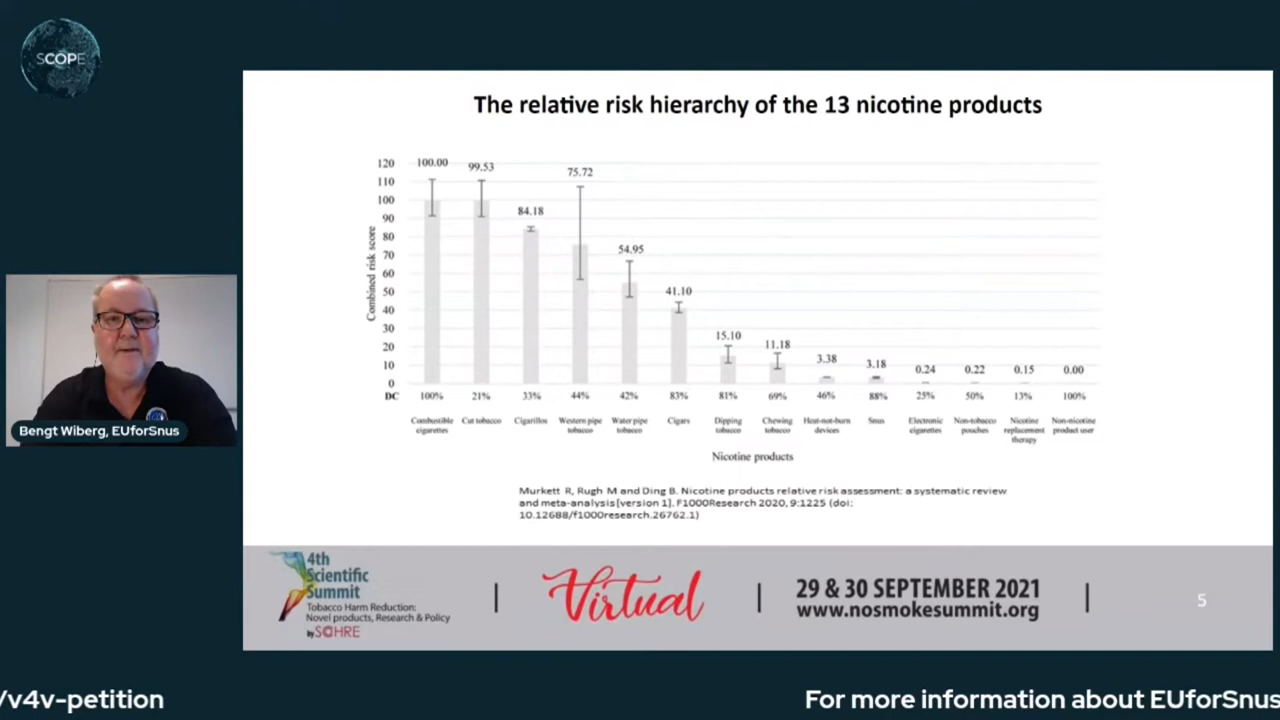 SCOPE
The relative risk hierarchy of the 13 nicotine products
Combined risk score
120
110
100
90
80
70
60
50
40
30
20
10
0
100.00
99.53
84.18
75.72
54.95
41.10
15.10
11.18
3.38
3.18
0.24
0.22
0.15
0.00
DC 100% 21% 33% 44% 42% 83% 81% 69% 46% 88% 25% 50% 13% 100%
Combustible
cigarettes
Cut tobacco
Cigarillos
Western pipe
tobacco
Water pipe
tobacco
Cigars
Dipping
tobacco
Chewing
tobacco
Heat-not-burn
devices
Snus
Electronic
cigarettes
Non-tobacco
pouches
Nicotine
replacement
therapy
Non-nicotine
product user
Nicotine products
Murkett R, Rugh M and Ding B. Nicotine products relative risk assessment: a systematic review
and meta-analysis [version 1]. F1000Research 2020, 9:1225 (doi:
10.12688/f1000research.26762.1)
Bengt Wiberg, EUforSnus
4th
Scientific
Summit
Tobacco Harm Reduction:
Novel products, Research & Policy
by SCOHRE
Virtual
29 & 30 SEPTEMBER 2021
www.nosmokesummit.org
5
/v4v-petition
For more information about EUforSnus